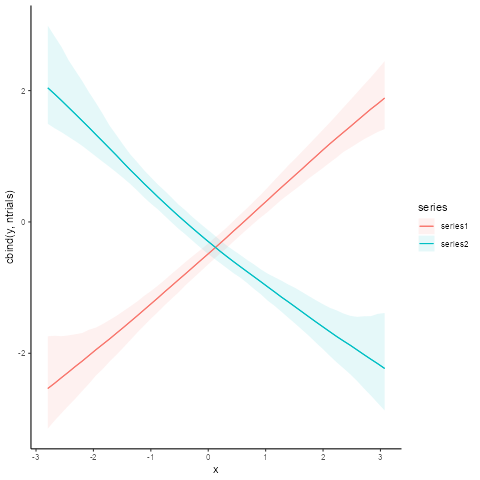 cbind(y, ntrials)
2
0
-2
-3
-2
-1
0
1
2
3
x
series
series1
series2